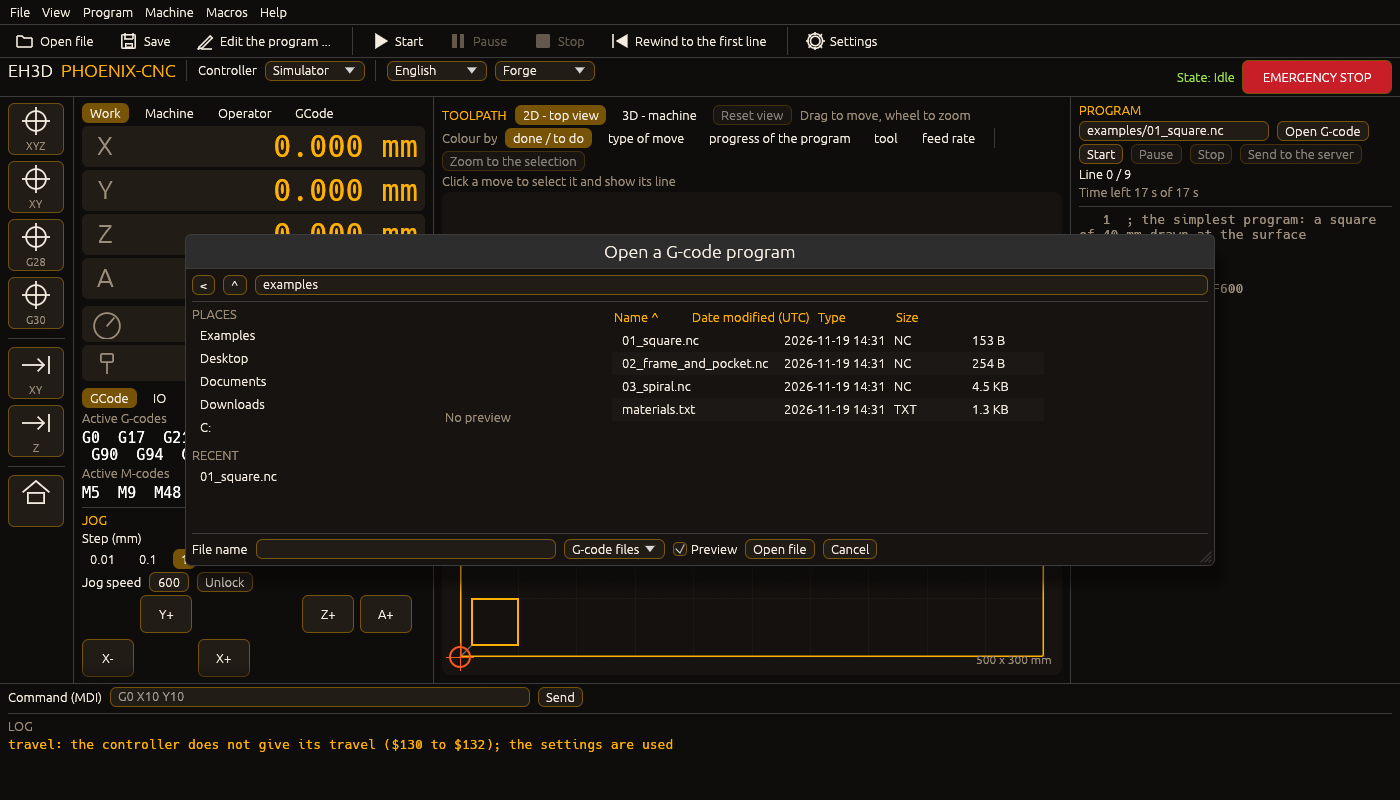 File View Program Machine Macros Help
Open file Save Edit the program ... Start Pause Stop Rewind to the first line Settings
EH3D PHOENIX-CNC Controller Simulator English Forge State: Idle EMERGENCY STOP
XYZ
XY
G28
G30
XY
Z
Work Machine Operator GCode
X 0.000 mm
Y 0.000 mm
Z 0.000 mm
A
GCode IO
Active G-codes
G0 G17 G21
G90 G94
Active M-codes
M5 M9 M48
JOG
Step (mm)
0.01 0.1
Jog speed 600 Unlock
Y+ Z+ A+
X- X+
TOOLPATH 2D - top view 3D - machine Reset view Drag to move, wheel to zoom
Colour by done / to do type of move progress of the program tool feed rate
Zoom to the selection
Click a move to select it and show its line
500 x 300 mm
PROGRAM
examples/01_square.nc Open G-code
Start Pause Stop Send to the server
Line 0 / 9
Time left 17 s of 17 s
1 ; the simplest program: a square
of 40 mm drawn at the surface
F600
Open a G-code program
< ^ examples
PLACES
Examples
Desktop
Documents
Downloads
C:
RECENT
01_square.nc
No preview
Name ^ Date modified (UTC) Type Size
01_square.nc 2026-11-19 14:31 NC 153 B
02_frame_and_pocket.nc 2026-11-19 14:31 NC 254 B
03_spiral.nc 2026-11-19 14:31 NC 4.5 KB
materials.txt 2026-11-19 14:31 TXT 1.3 KB
File name G-code files Preview Open file Cancel
Command (MDI) G0 X10 Y10 Send
LOG
travel: the controller does not give its travel ($130 to $132); the settings are used